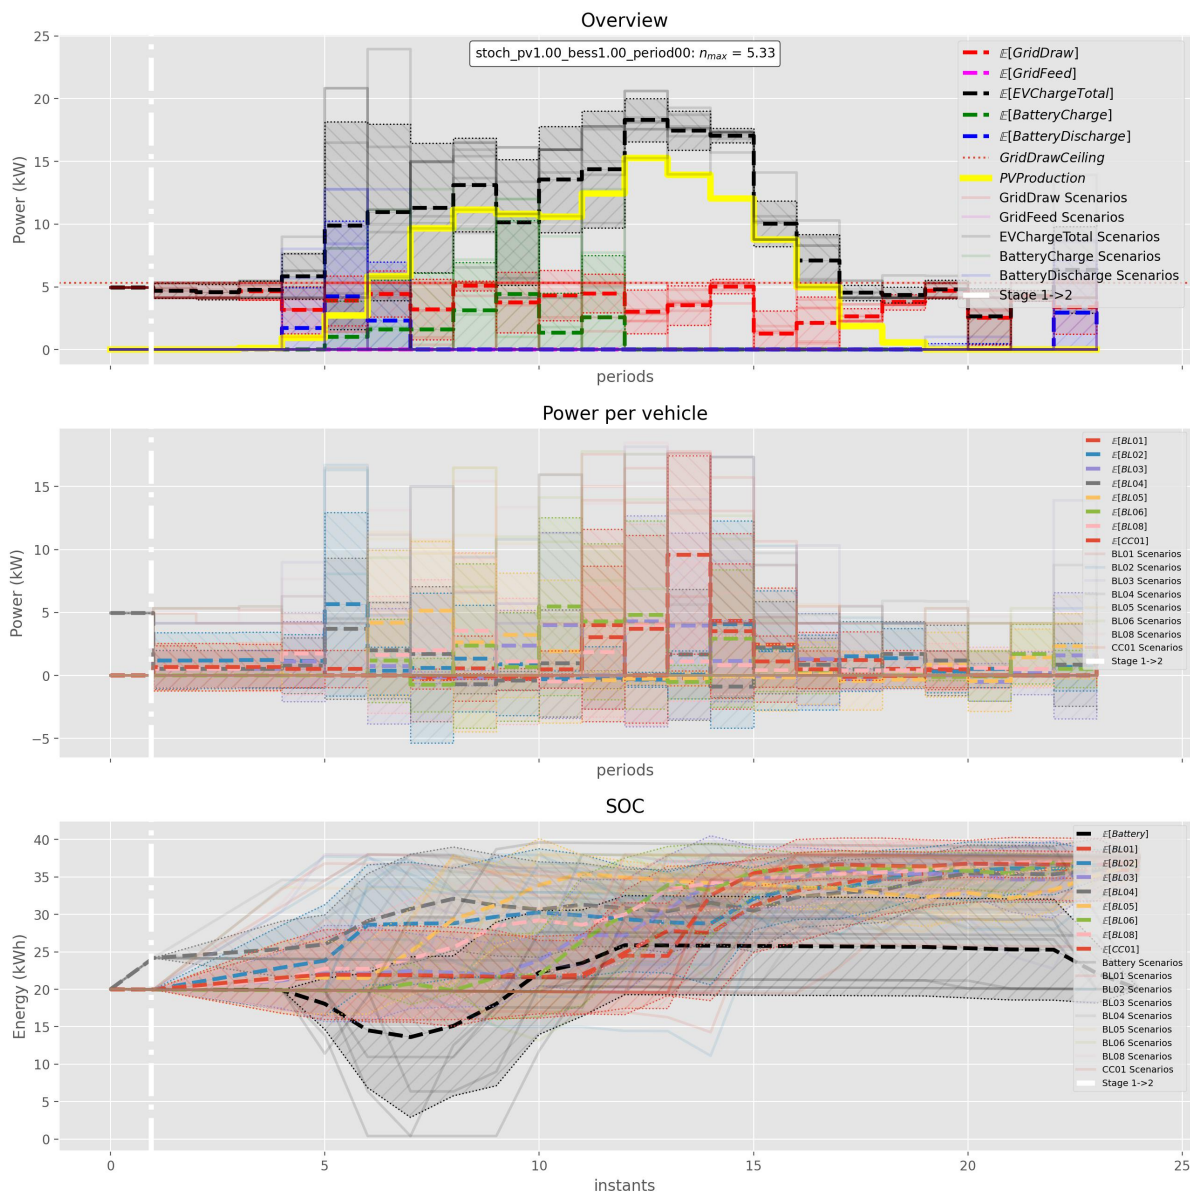 Overview
25
20
15
10
5
0
Power (kW)
stoch_pv1.00_bess1.00_period00: n_max = 5.33
𝔼[GridDraw]
𝔼[GridFeed]
𝔼[EVChargeTotal]
𝔼[BatteryCharge]
𝔼[BatteryDischarge]
GridDrawCeiling
PVProduction
GridDraw Scenarios
GridFeed Scenarios
EVChargeTotal Scenarios
BatteryCharge Scenarios
BatteryDischarge Scenarios
Stage 1->2
periods
Power per vehicle
15
10
5
0
−5
Power (kW)
𝔼[BL01]
𝔼[BL02]
𝔼[BL03]
𝔼[BL04]
𝔼[BL05]
𝔼[BL06]
𝔼[BL08]
𝔼[CC01]
BL01 Scenarios
BL02 Scenarios
BL03 Scenarios
BL04 Scenarios
BL05 Scenarios
BL06 Scenarios
BL08 Scenarios
CC01 Scenarios
Stage 1->2
periods
SOC
40
35
30
25
20
15
10
5
0
Energy (kWh)
𝔼[Battery]
𝔼[BL01]
𝔼[BL02]
𝔼[BL03]
𝔼[BL04]
𝔼[BL05]
𝔼[BL06]
𝔼[BL08]
𝔼[CC01]
Battery Scenarios
BL01 Scenarios
BL02 Scenarios
BL03 Scenarios
BL04 Scenarios
BL05 Scenarios
BL06 Scenarios
BL08 Scenarios
CC01 Scenarios
Stage 1->2
0 5 10 15 20 25
instants